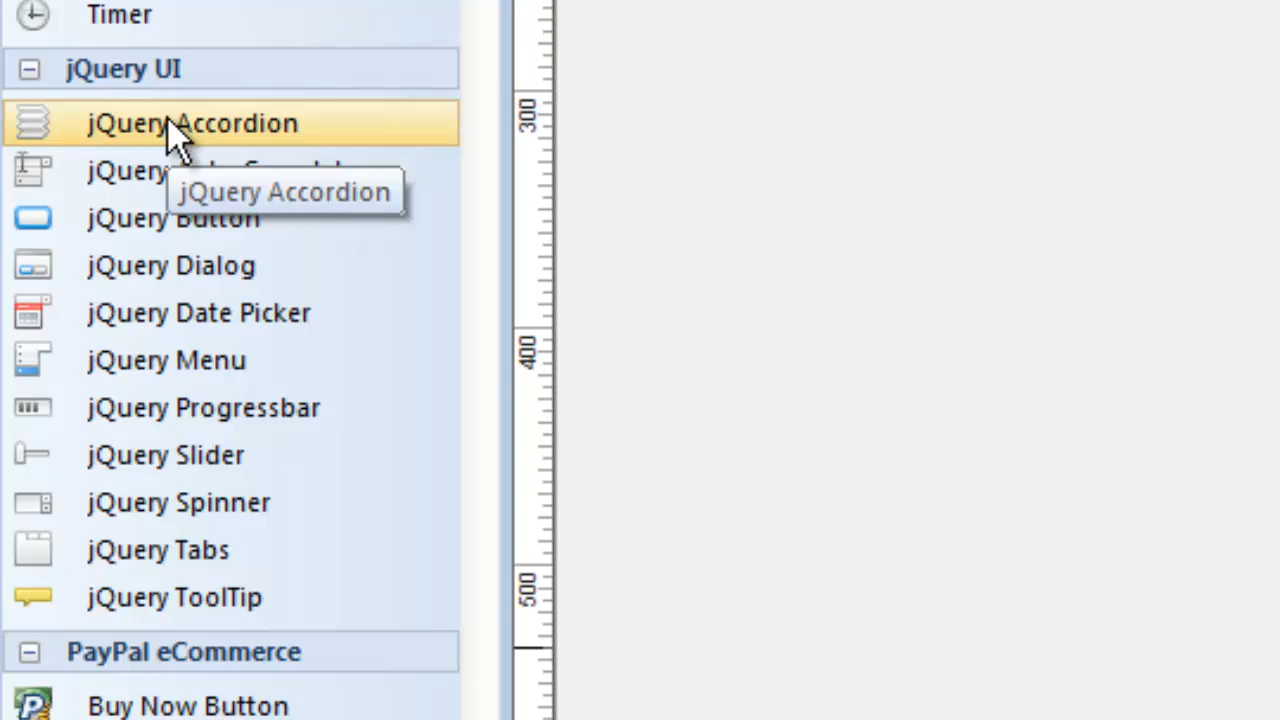 Timer
jQuery UI
jQuery Accordion
jQuery
jQuery Accordion
jQuery Button
jQuery Dialog
jQuery Date Picker
jQuery Menu
jQuery Progressbar
jQuery Slider
jQuery Spinner
jQuery Tabs
jQuery ToolTip
PayPal eCommerce
Buy Now Button
300
400
500